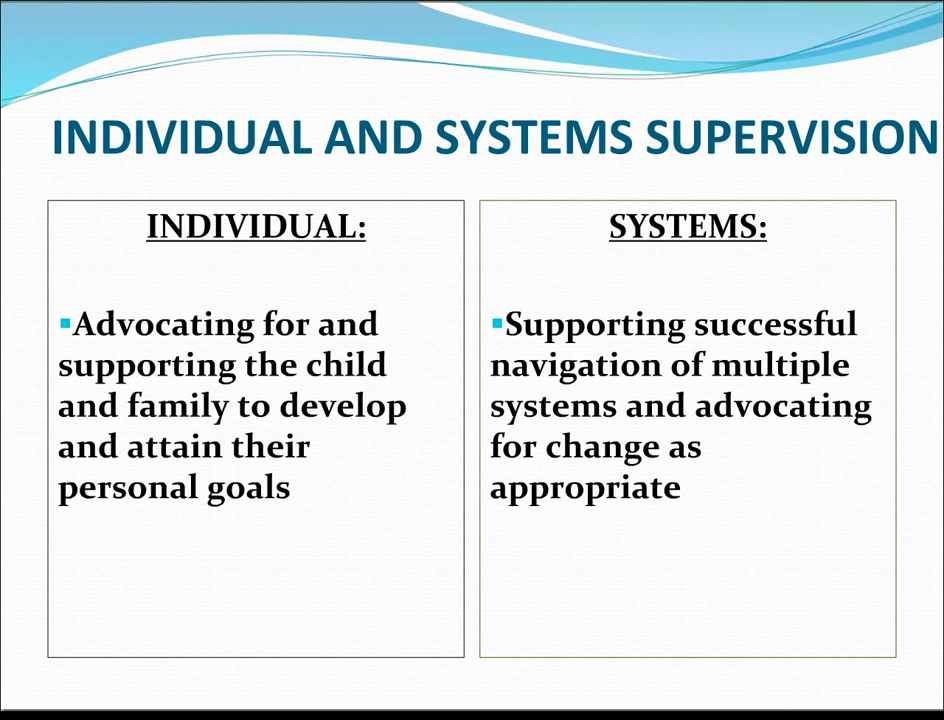 INDIVIDUAL AND SYSTEMS SUPERVISION
INDIVIDUAL:
▪Advocating for and
supporting the child
and family to develop
and attain their
personal goals
SYSTEMS:
▪Supporting successful
navigation of multiple
systems and advocating
for change as
appropriate